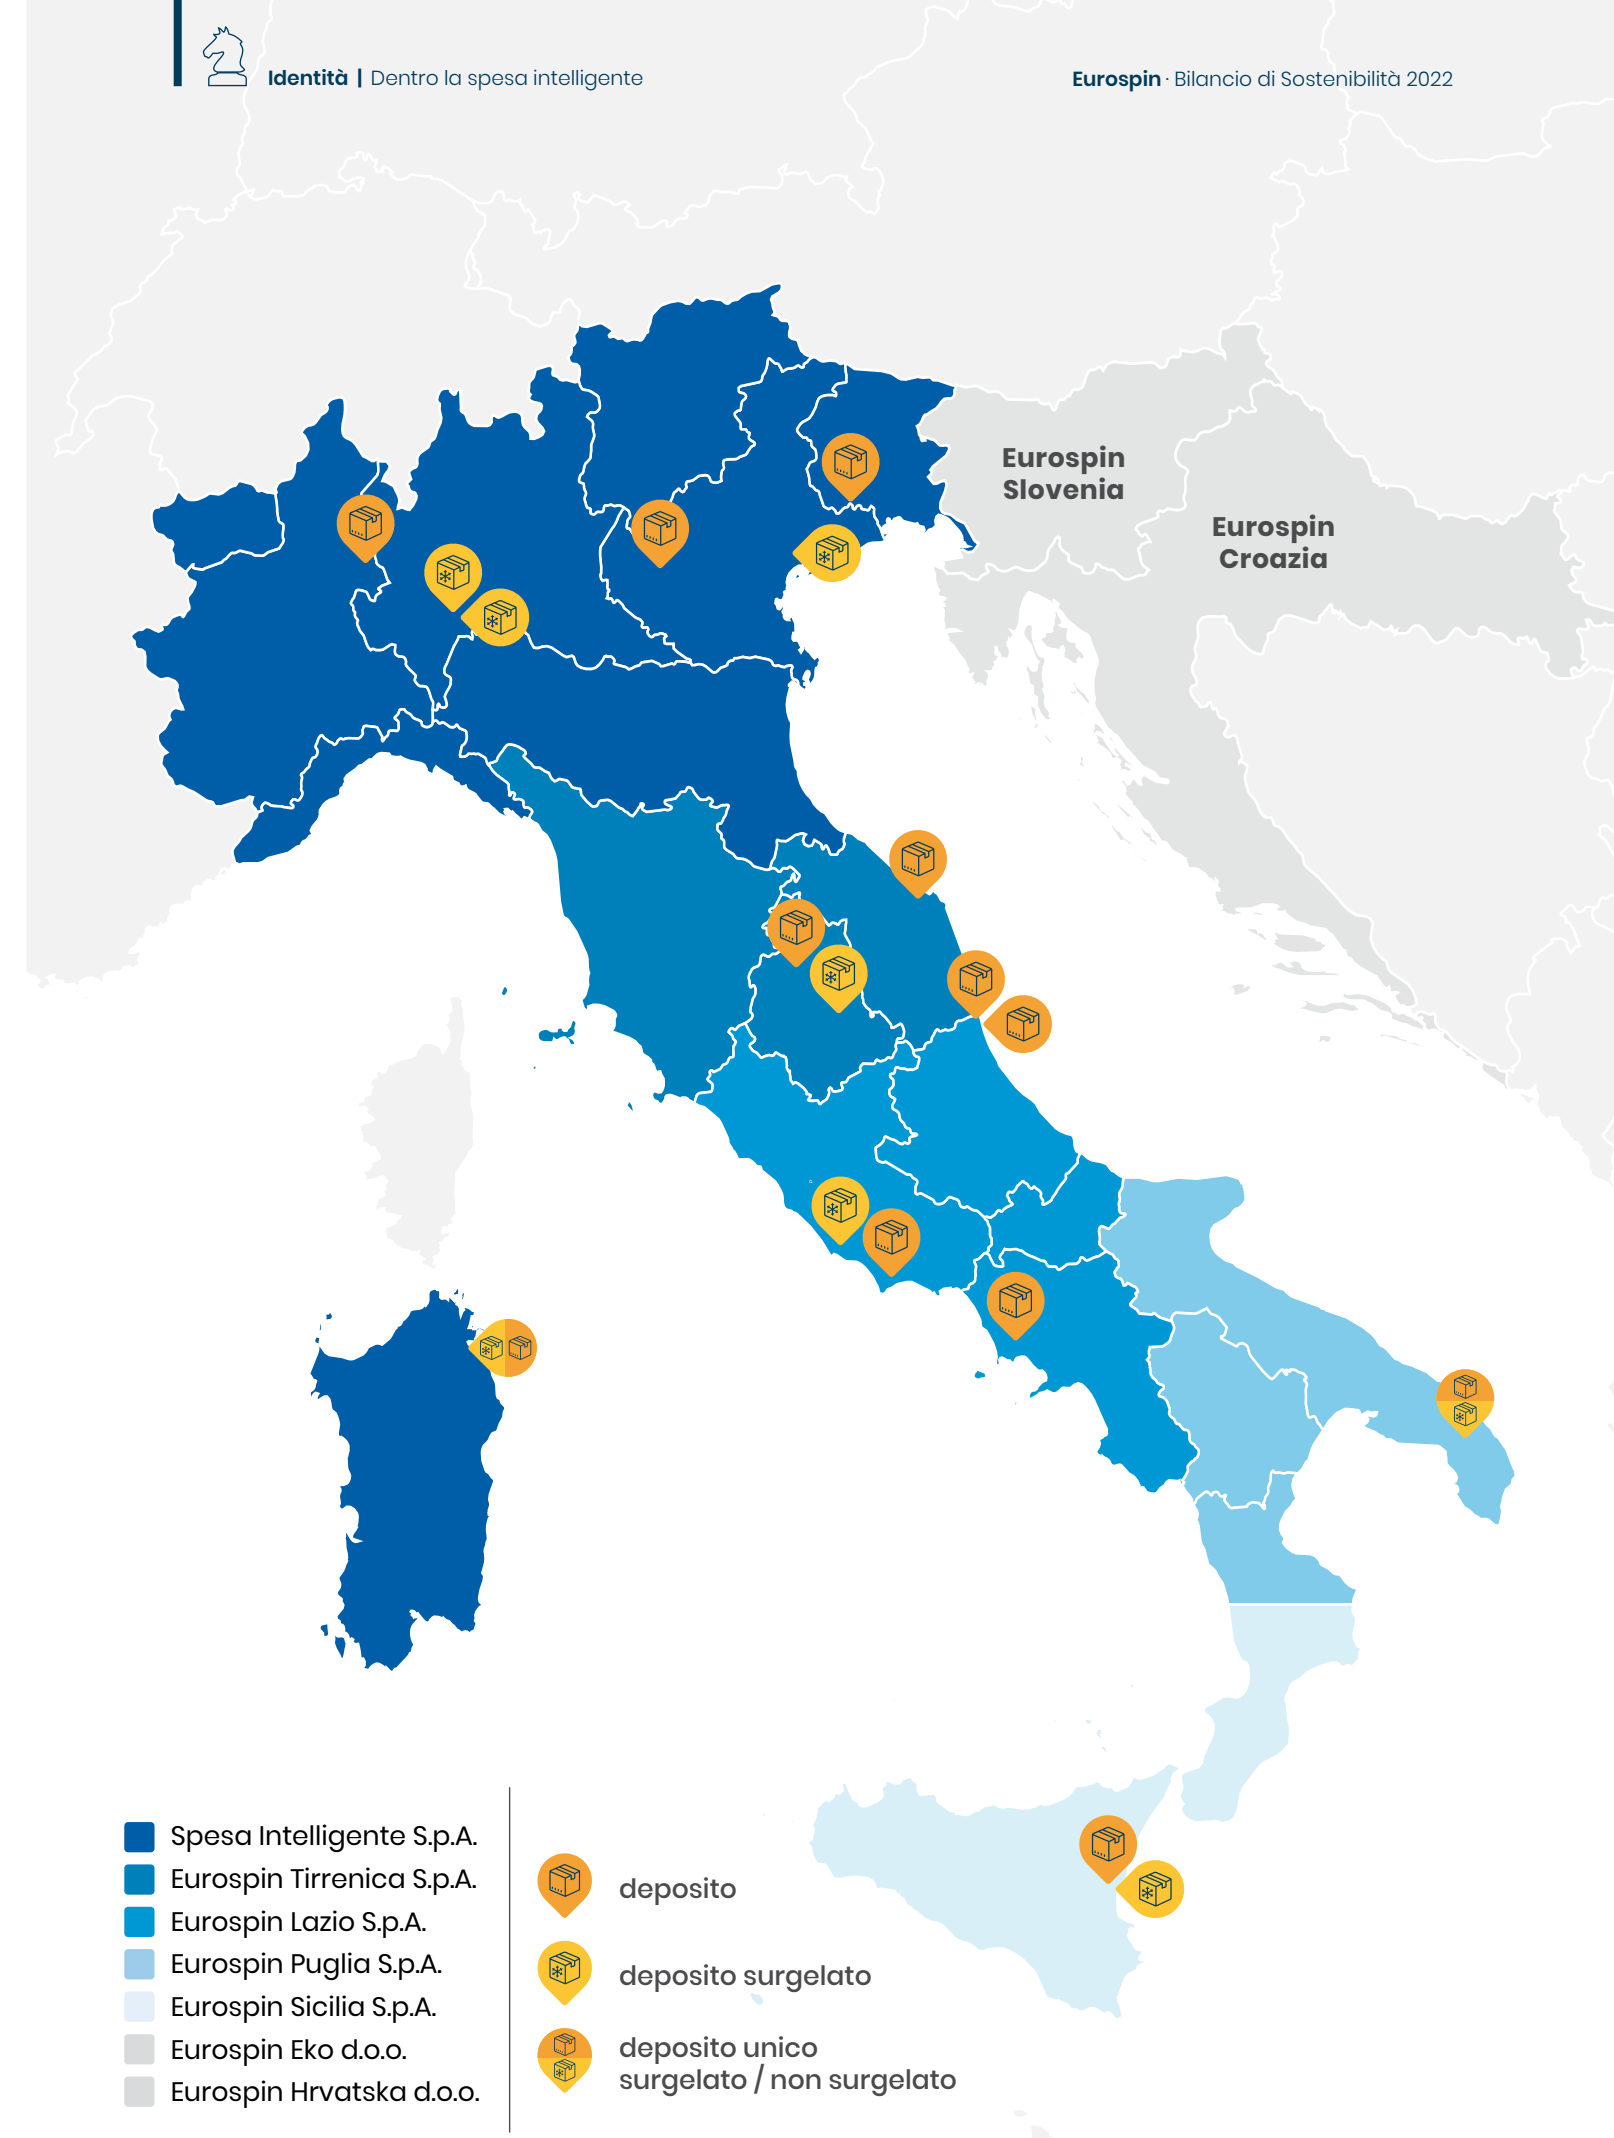 Identità | Dentro la spesa intelligente
Eurospin · Bilancio di Sostenibilità 2022
Eurospin
Slovenia
Eurospin
Croazia
Spesa Intelligente S.p.A.
Eurospin Tirrenica S.p.A.
Eurospin Lazio S.p.A.
Eurospin Puglia S.p.A.
Eurospin Sicilia S.p.A.
Eurospin Eko d.o.o.
Eurospin Hrvatska d.o.o.
deposito
deposito surgelato
deposito unico
surgelato / non surgelato